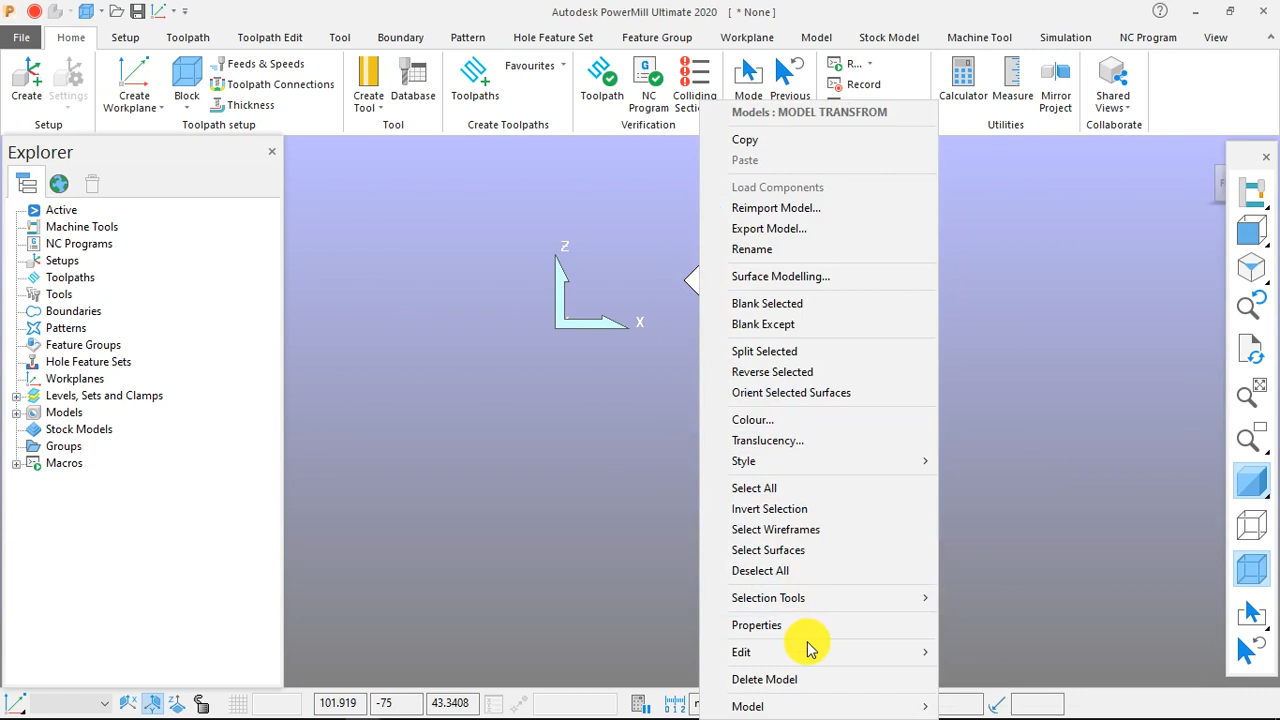 P Autodesk PowerMill Ultimate 2020 [ * None ]
File Home Setup Toolpath Toolpath Edit Tool Boundary Pattern Hole Feature Set Feature Group Workplane Model Stock Model Machine Tool Simulation NC Program View
Create Settings
Setup
Create Workplane
Block
Feeds & Speeds
Toolpath Connections
Thickness
Toolpath setup
Create Tool
Database
Tool
Toolpaths
Favourites
Create Toolpaths
Toolpath
NC Program
Colliding
Verification
Mode
Previous
R...
Record
Calculator
Measure
Mirror Project
Utilities
Shared Views
Collaborate
Explorer
Active
Machine Tools
NC Programs
Setups
Toolpaths
Tools
Boundaries
Patterns
Feature Groups
Hole Feature Sets
Workplanes
Levels, Sets and Clamps
Models
Stock Models
Groups
Macros
Z
X
Models : MODEL TRANSFROM
Copy
Paste
Load Components
Reimport Model...
Export Model...
Rename
Surface Modelling...
Blank Selected
Blank Except
Split Selected
Reverse Selected
Orient Selected Surfaces
Colour...
Translucency...
Style
Select All
Invert Selection
Select Wireframes
Select Surfaces
Deselect All
Selection Tools
Properties
Edit
Delete Model
Model
101.919 -75 43.3408